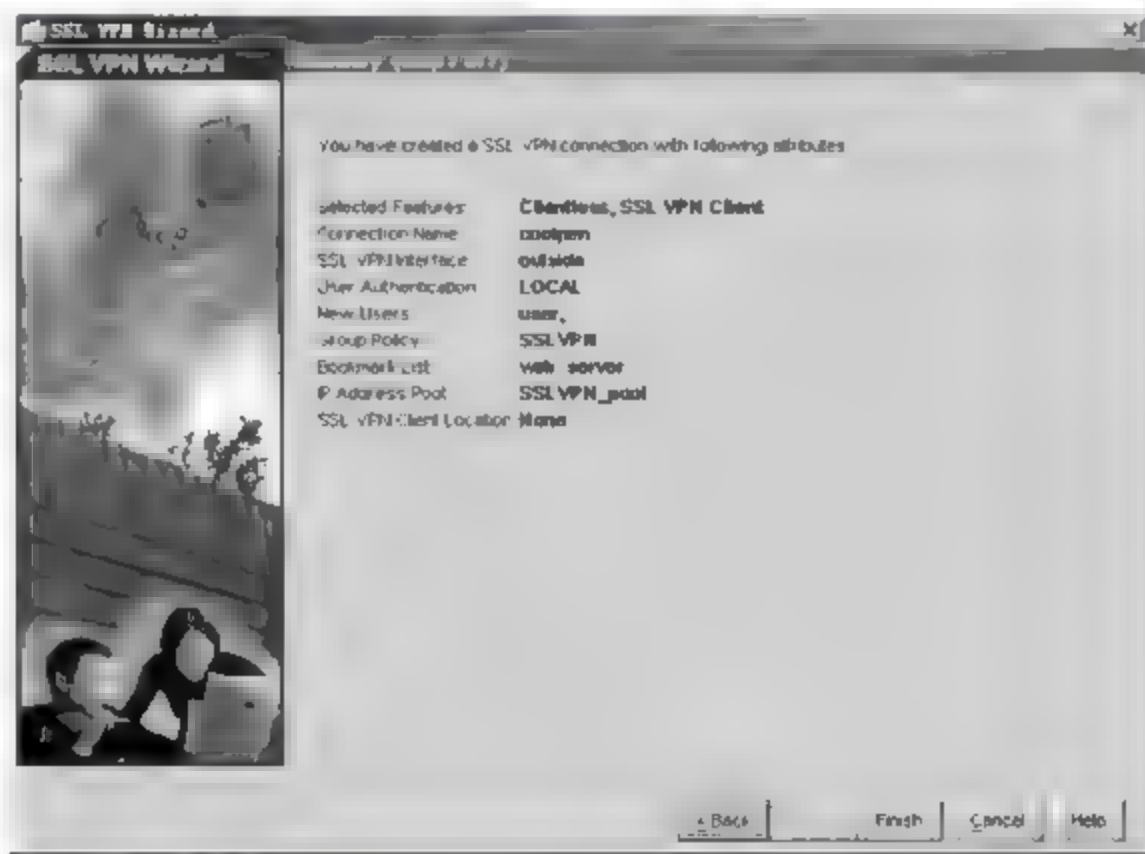 SSL VPN Wizard
SSL VPN Wizard
You have created a SSL VPN connection with following attributes
Selected Features Clientless, SSL VPN Client
Connection Name
SSL VPN Interface outside
User Authentication LOCAL
New Users user,
Group Policy SSLVPN
Bookmark List web_server
IP Address Pool SSLVPN_pool
SSL VPN Client Location None
< Back Finish Cancel Help